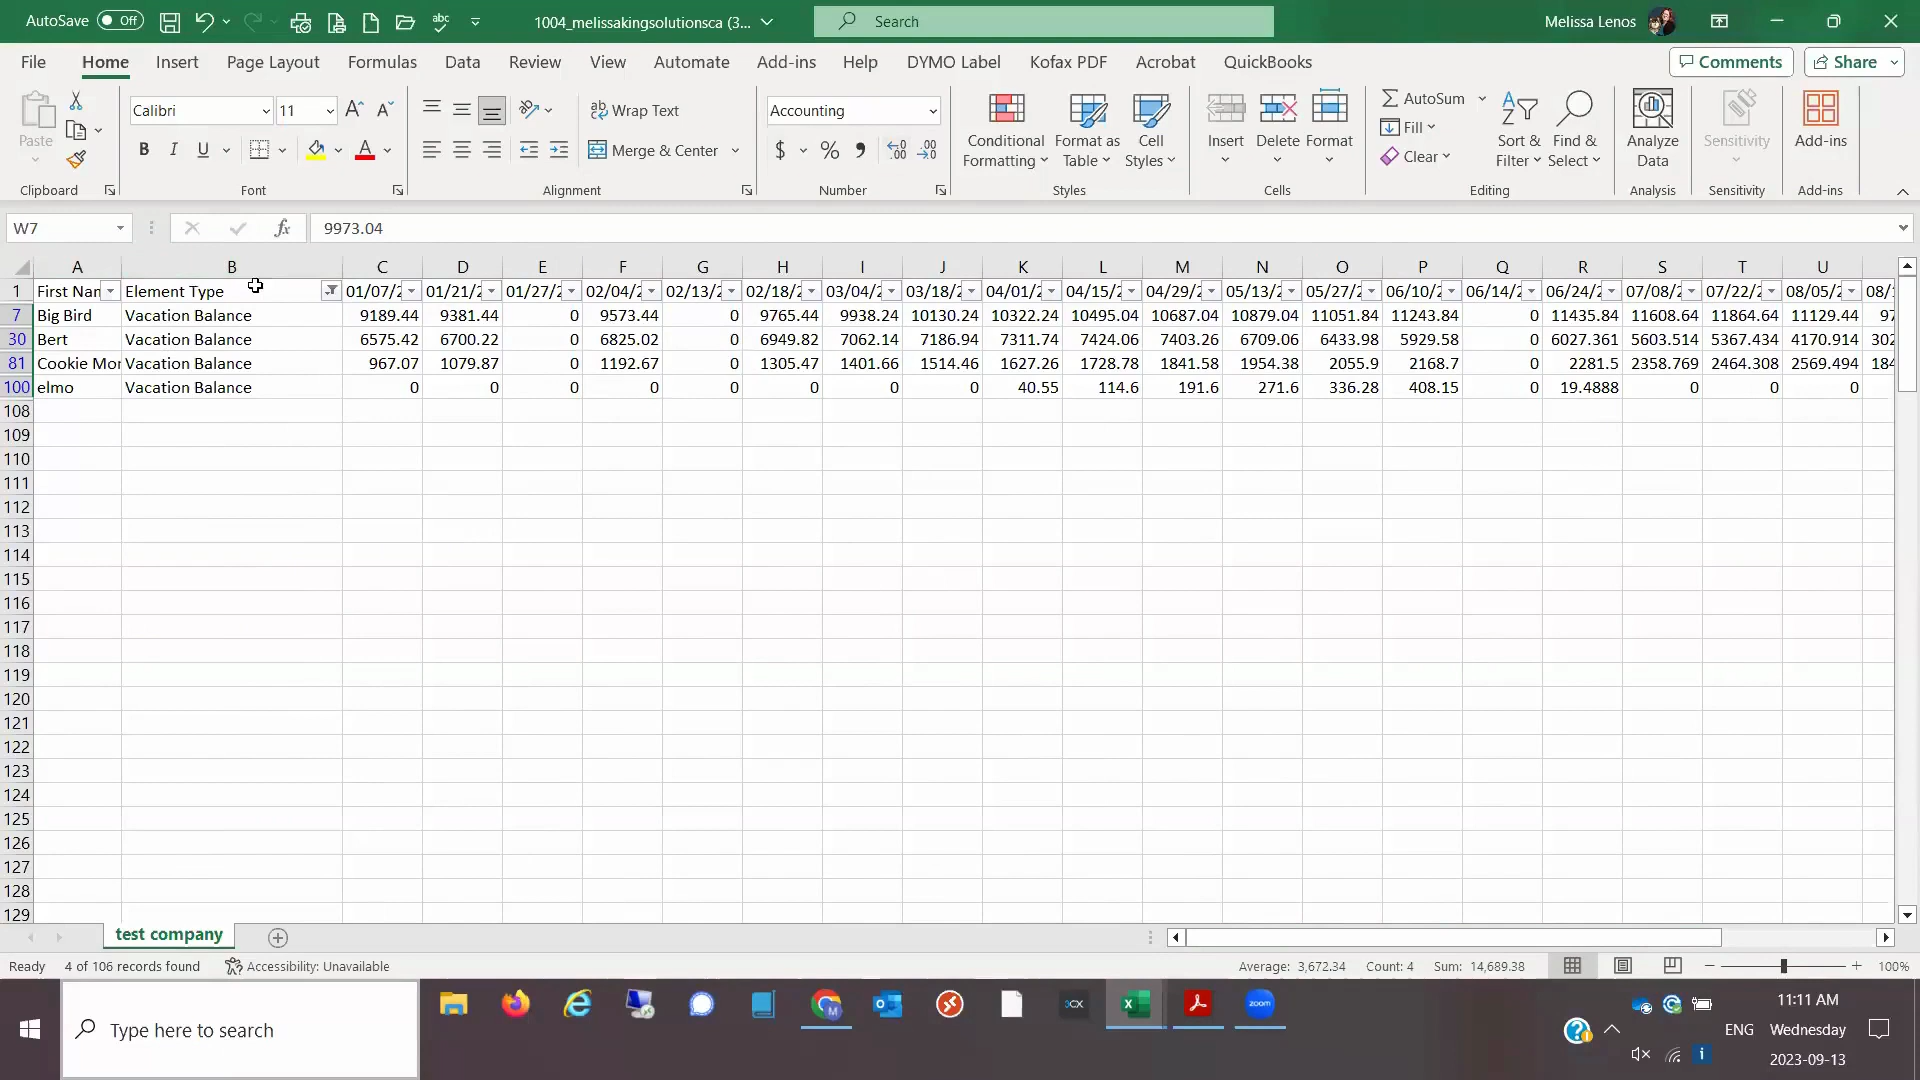 AutoSave Off 1004_melissakingsolutionsca (3... Search Melissa Lenos
File Home Insert Page Layout Formulas Data Review View Automate Add-ins Help DYMO Label Kofax PDF Acrobat QuickBooks Comments Share
Paste Calibri 11 Wrap Text Accounting Conditional Formatting Format as Table Cell Styles Insert Delete Format AutoSum Fill Clear Sort & Filter Find & Select Analyze Data Sensitivity Add-ins
B I U A Merge & Center $ %
Clipboard Font Alignment Number Styles Cells Editing Analysis Sensitivity Add-ins
W7 fx 9973.04
A B C D E F G H I J K L M N O P Q R S T U
1 First Nar Element Type 01/07/2 01/21/2 01/27/2 02/04/2 02/13/2 02/18/2 03/04/2 03/18/2 04/01/2 04/15/2 04/29/2 05/13/2 05/27/2 06/10/2 06/14/2 06/24/2 07/08/2 07/22/2 08/05/2 08/
7 Big Bird Vacation Balance 9189.44 9381.44 0 9573.44 0 9765.44 9938.24 10130.24 10322.24 10495.04 10687.04 10879.04 11051.84 11243.84 0 11435.84 11608.64 11864.64 11129.44 97
30 Bert Vacation Balance 6575.42 6700.22 0 6825.02 0 6949.82 7062.14 7186.94 7311.74 7424.06 7403.26 6709.06 6433.98 5929.58 0 6027.361 5603.514 5367.434 4170.914 302
81 Cookie Mor Vacation Balance 967.07 1079.87 0 1192.67 0 1305.47 1401.66 1514.46 1627.26 1728.78 1841.58 1954.38 2055.9 2168.7 0 2281.5 2358.769 2464.308 2569.494 184
100 elmo Vacation Balance 0 0 0 0 0 0 0 0 40.55 114.6 191.6 271.6 336.28 408.15 0 19.4888 0 0 0
108
109
110
111
112
113
114
115
116
117
118
119
120
121
122
123
124
125
126
127
128
129
test company
Ready 4 of 106 records found Accessibility: Unavailable Average: 3,672.34 Count: 4 Sum: 14,689.38 100%
Type here to search 3CX zoom ENG 11:11 AM
Wednesday
2023-09-13